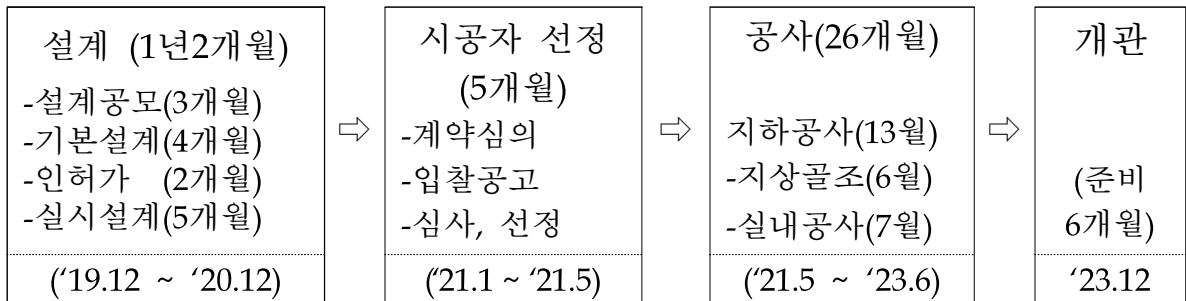 설계 (1년2개월)
-설계공모(3개월)
-기본설계(4개월)
-인허가 (2개월)
-실시설계(5개월)
('19.12 ~ '20.12)
⇨
시공자 선정
(5개월)
-계약심의
-입찰공고
-심사, 선정
('21.1 ~ '21.5)
⇨
공사(26개월)
지하공사(13월)
-지상골조(6월)
-실내공사(7월)
('21.5 ~ '23.6)
⇨
개관
(준비
6개월)
'23.12